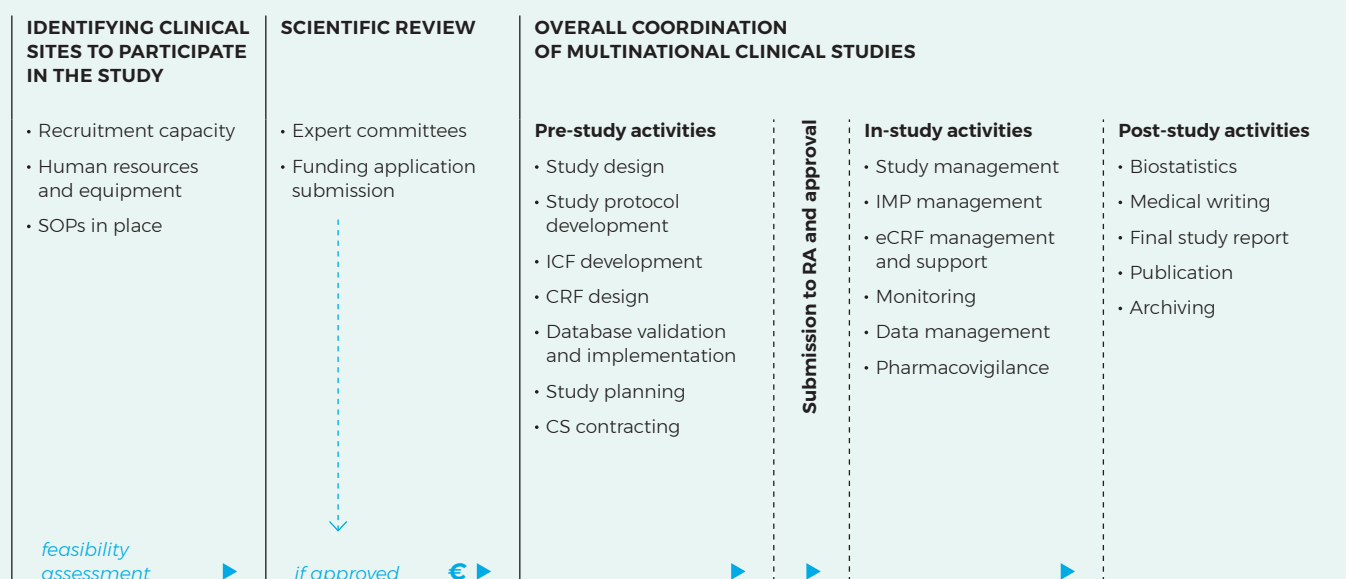 IDENTIFYING CLINICAL
SITES TO PARTICIPATE
IN THE STUDY
• Recruitment capacity
• Human resources
and equipment
• SOPs in place
feasibility
assessment
SCIENTIFIC REVIEW
• Expert committees
• Funding application
submission
if approved
€
OVERALL COORDINATION
OF MULTINATIONAL CLINICAL STUDIES
Pre-study activities
• Study design
• Study protocol
development
• ICF development
• CRF design
• Database validation
and implementation
• Study planning
• CS contracting
Submission to RA and approval
In-study activities
• Study management
• IMP management
• eCRF management
and support
• Monitoring
• Data management
• Pharmacovigilance
Post-study activities
• Biostatistics
• Medical writing
• Final study report
• Publication
• Archiving